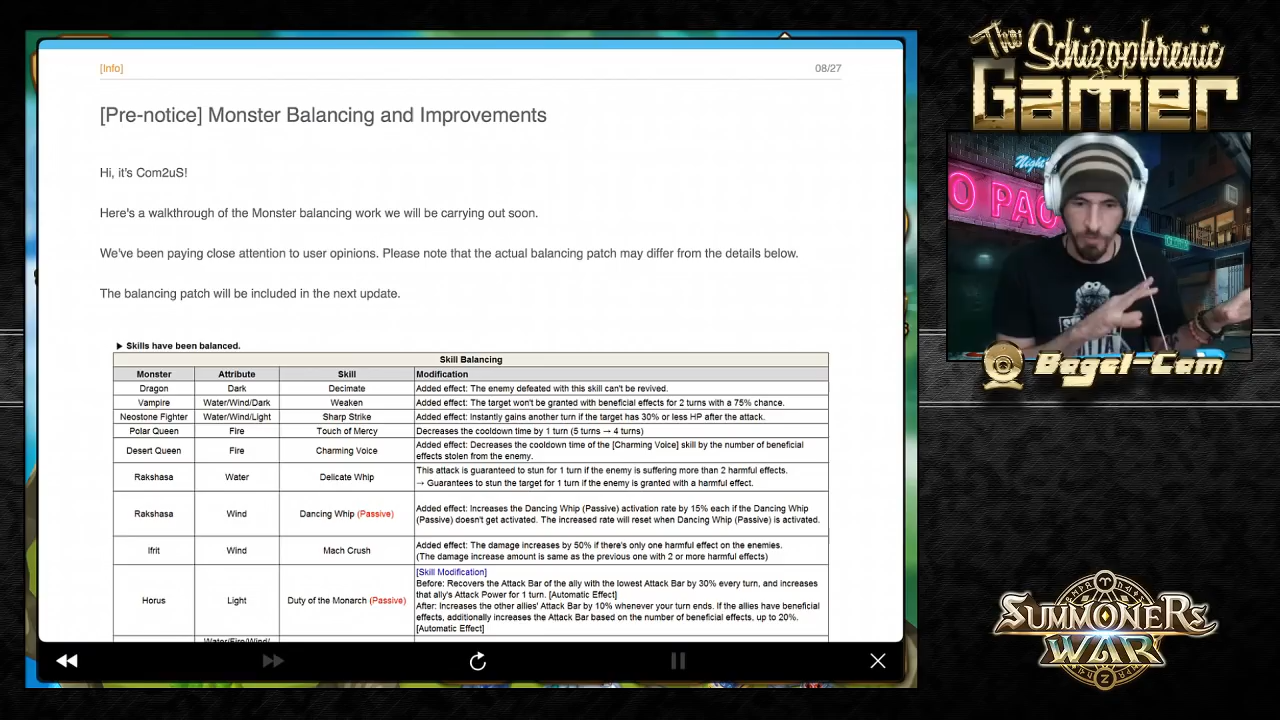 [Info] 08/27
[Pre-notice] Monster Balancing and Improvements
Hi, it's Com2uS!
Here's a walkthrough of the Monster balancing work we will be carrying out soon.
We've been paying close attention to user opinions. Please note that the actual balancing patch may differ from the details below.
The balancing patch will be included in the next update.
▶ Skills have been balanced.
Skill Balancing
Monster Attribute Skill Modification
Dragon Dark Decimate Added effect: The enemy defeated with this skill can't be revived.
Vampire Water/Wind/Dark Weaken Added effect: The target won't be granted with beneficial effects for 2 turns with a 75% chance.
Neostone Fighter Water/Wind/Light Sharp Strike Added effect: Instantly gains another turn if the target has 30% or less HP after the attack.
Polar Queen Fire Touch of Mercy Decreases the cooldown time by 1 turn (5 turns → 4 turns)
Desert Queen Fire Charming Voice Added effect: Decreases the cooldown time of the [Charming Voice] skill by the number of beneficial
effects stolen from the enemy.
Rakshasa Water Delicate Whip This attack is guaranteed to stun for 1 turn if the enemy is suffering more than 2 harmful effects.
→ Guarantees to stun the target for 1 turn if the enemy is granted with a harmful effect.
Rakshasa Wind Dancing Whip (Passive) Added effect: Increases the Dancing Whip (Passive) activation rate by 15% each if the Dancing Whip
(Passive) doesn't get activated. The increased rate will reset when Dancing Whip (Passive) is activated.
Ifrit Wind Mach Crush Added effect: The damage increases by 50% if there's only one harmful effect on the enemies.
(The damage increase amount is same as the previous one with 2 or more harmful effects)
Horus Light Duty of the Monarch (Passive) [Skill Modification]
Before: Recovers the Attack Bar of the ally with the lowest Attack Bar by 30% every turn, and increases
that ally's Attack Power for 1 turn. [Automatic Effect]
After: Increases the other allies' Attack Bar by 10% whenever your turn ends. If the allies have beneficial
effects, additionally increases the Attack Bar based on the number of beneficial effects, up to 20%.
[Automatic Effect]
Water/Fire/Wind/
The Schizophrenic
Gamer
Bagel-Cam
SUMMONERS
WAR